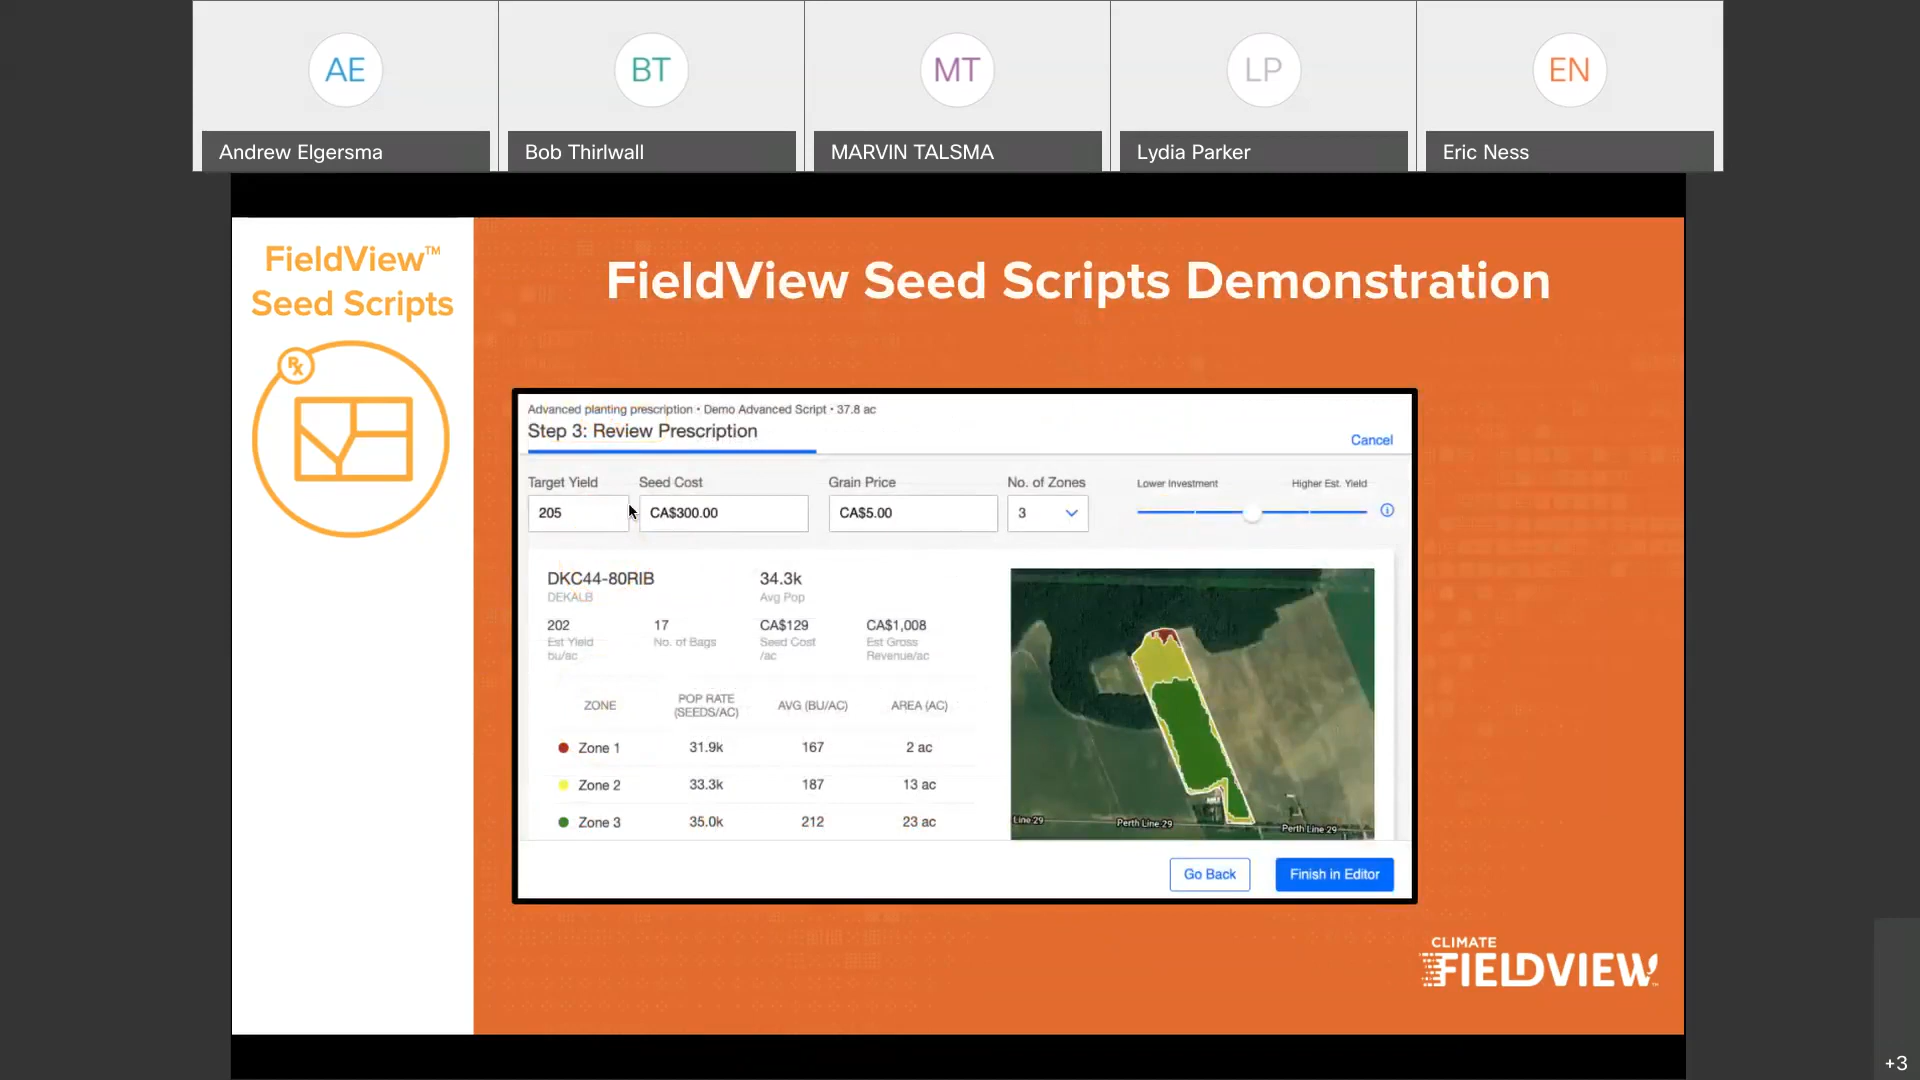 AE
BT
MT
LP
EN
Andrew Elgersma
Bob Thirlwall
MARVIN TALSMA
Lydia Parker
Eric Ness
FieldView™
Seed Scripts
Rx
FieldView Seed Scripts Demonstration
Advanced planting prescription • Demo Advanced Script • 37.8 ac
Step 3: Review Prescription
Cancel
Target Yield
Seed Cost
Grain Price
No. of Zones
Lower Investment
Higher Est. Yield
205
CA$300.00
CA$5.00
3
DKC44-80RIB
DEKALB
34.3k
Avg Pop
202
Est Yield
bu/ac
17
No. of Bags
CA$129
Seed Cost
/ac
CA$1,008
Est Gross
Revenue/ac
ZONE
POP RATE
(SEEDS/AC)
AVG (BU/AC)
AREA (AC)
Zone 1 31.9k 167 2 ac
Zone 2 33.3k 187 13 ac
Zone 3 35.0k 212 23 ac
Line 29
Perth Line 29
Perth Line 29
Go Back
Finish in Editor
CLIMATE
FIELDVIEW™
+3